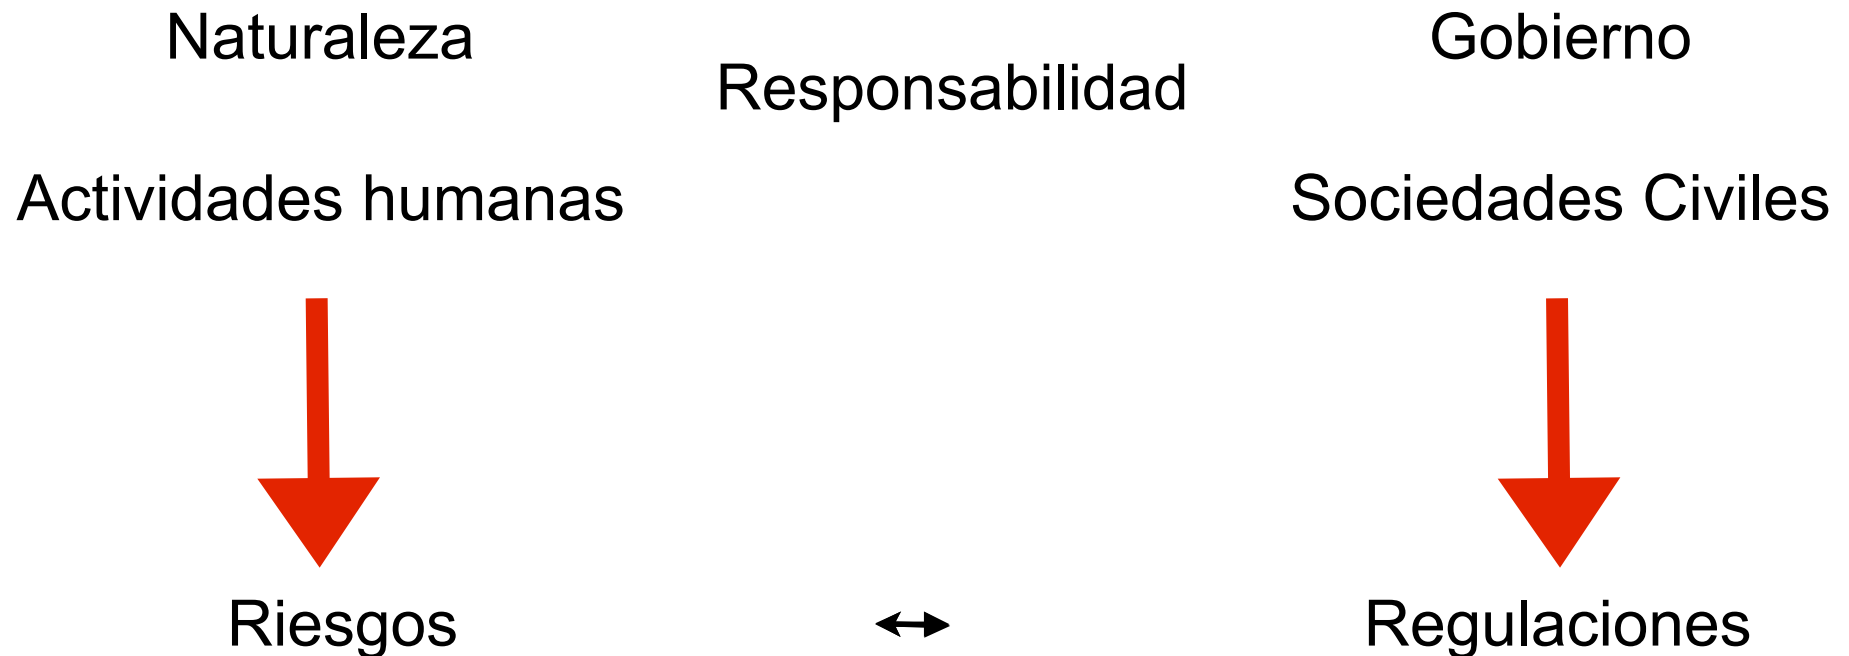 Naturaleza
Gobierno
Responsabilidad
Actividades humanas
Sociedades Civiles
Riesgos
Regulaciones